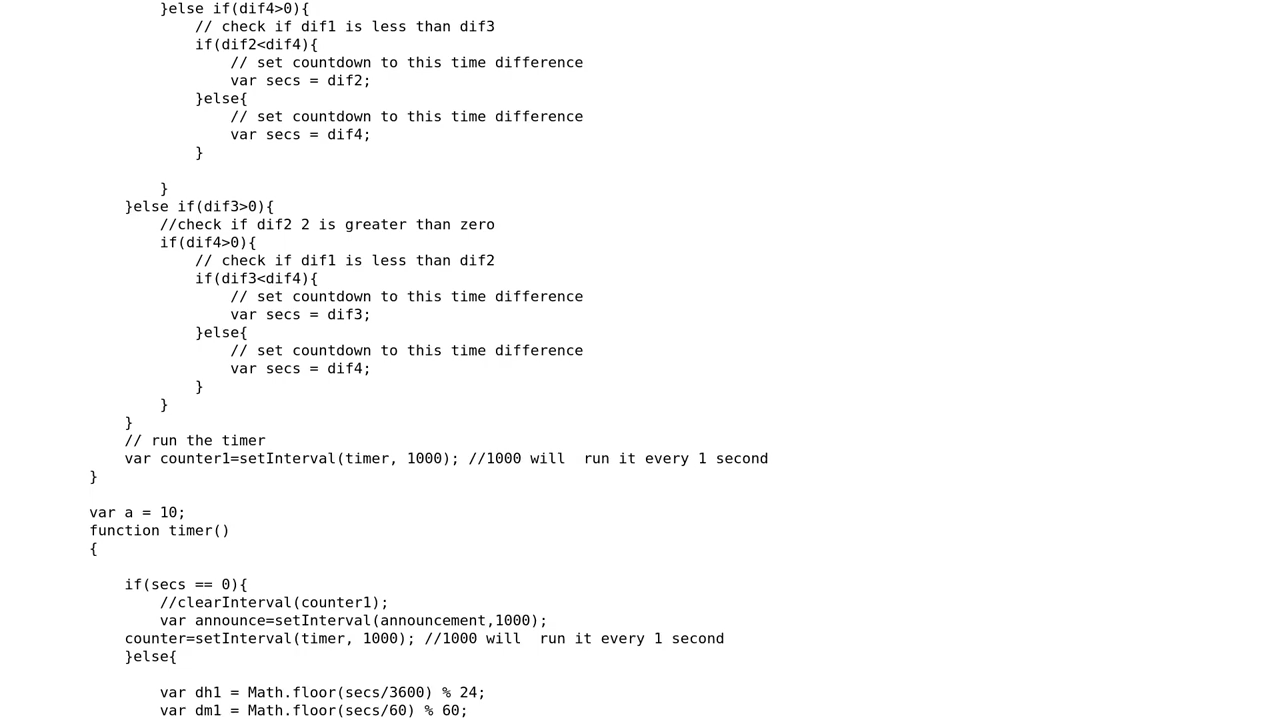 }else if(dif4>0){
// check if dif1 is less than dif3
if(dif2<dif4){
// set countdown to this time difference
var secs = dif2;
}else{
// set countdown to this time difference
var secs = dif4;
}
}
}else if(dif3>0){
//check if dif2 2 is greater than zero
if(dif4>0){
// check if dif1 is less than dif2
if(dif3<dif4){
// set countdown to this time difference
var secs = dif3;
}else{
// set countdown to this time difference
var secs = dif4;
}
}
}
// run the timer
var counter1=setInterval(timer, 1000); //1000 will  run it every 1 second
}
var a = 10;
function timer()
{
if(secs == 0){
//clearInterval(counter1);
var announce=setInterval(announcement,1000);
counter=setInterval(timer, 1000); //1000 will  run it every 1 second
}else{
var dh1 = Math.floor(secs/3600) % 24;
var dm1 = Math.floor(secs/60) % 60;